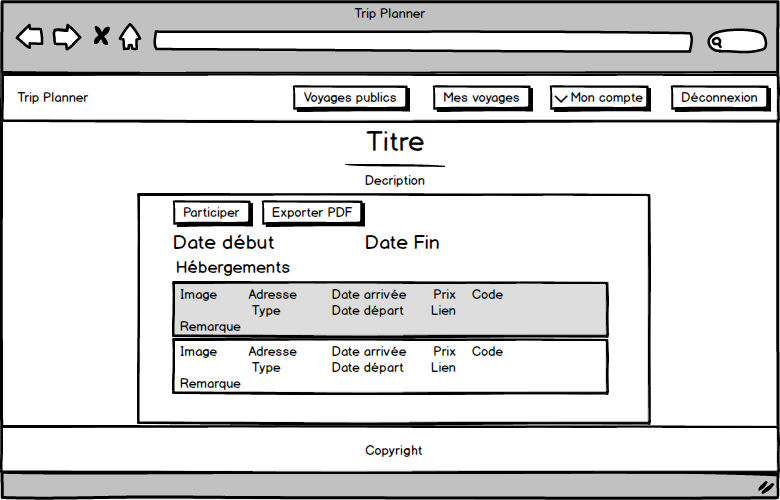 Trip Planner
Trip Planner Voyages publics Mes voyages Mon compte Déconnexion
Titre
Decription
Participer Exporter PDF
Date début Date Fin
Hébergements
Image Adresse Date arrivée Prix Code
Type Date départ Lien
Remarque
Image Adresse Date arrivée Prix Code
Type Date départ Lien
Remarque
Copyright